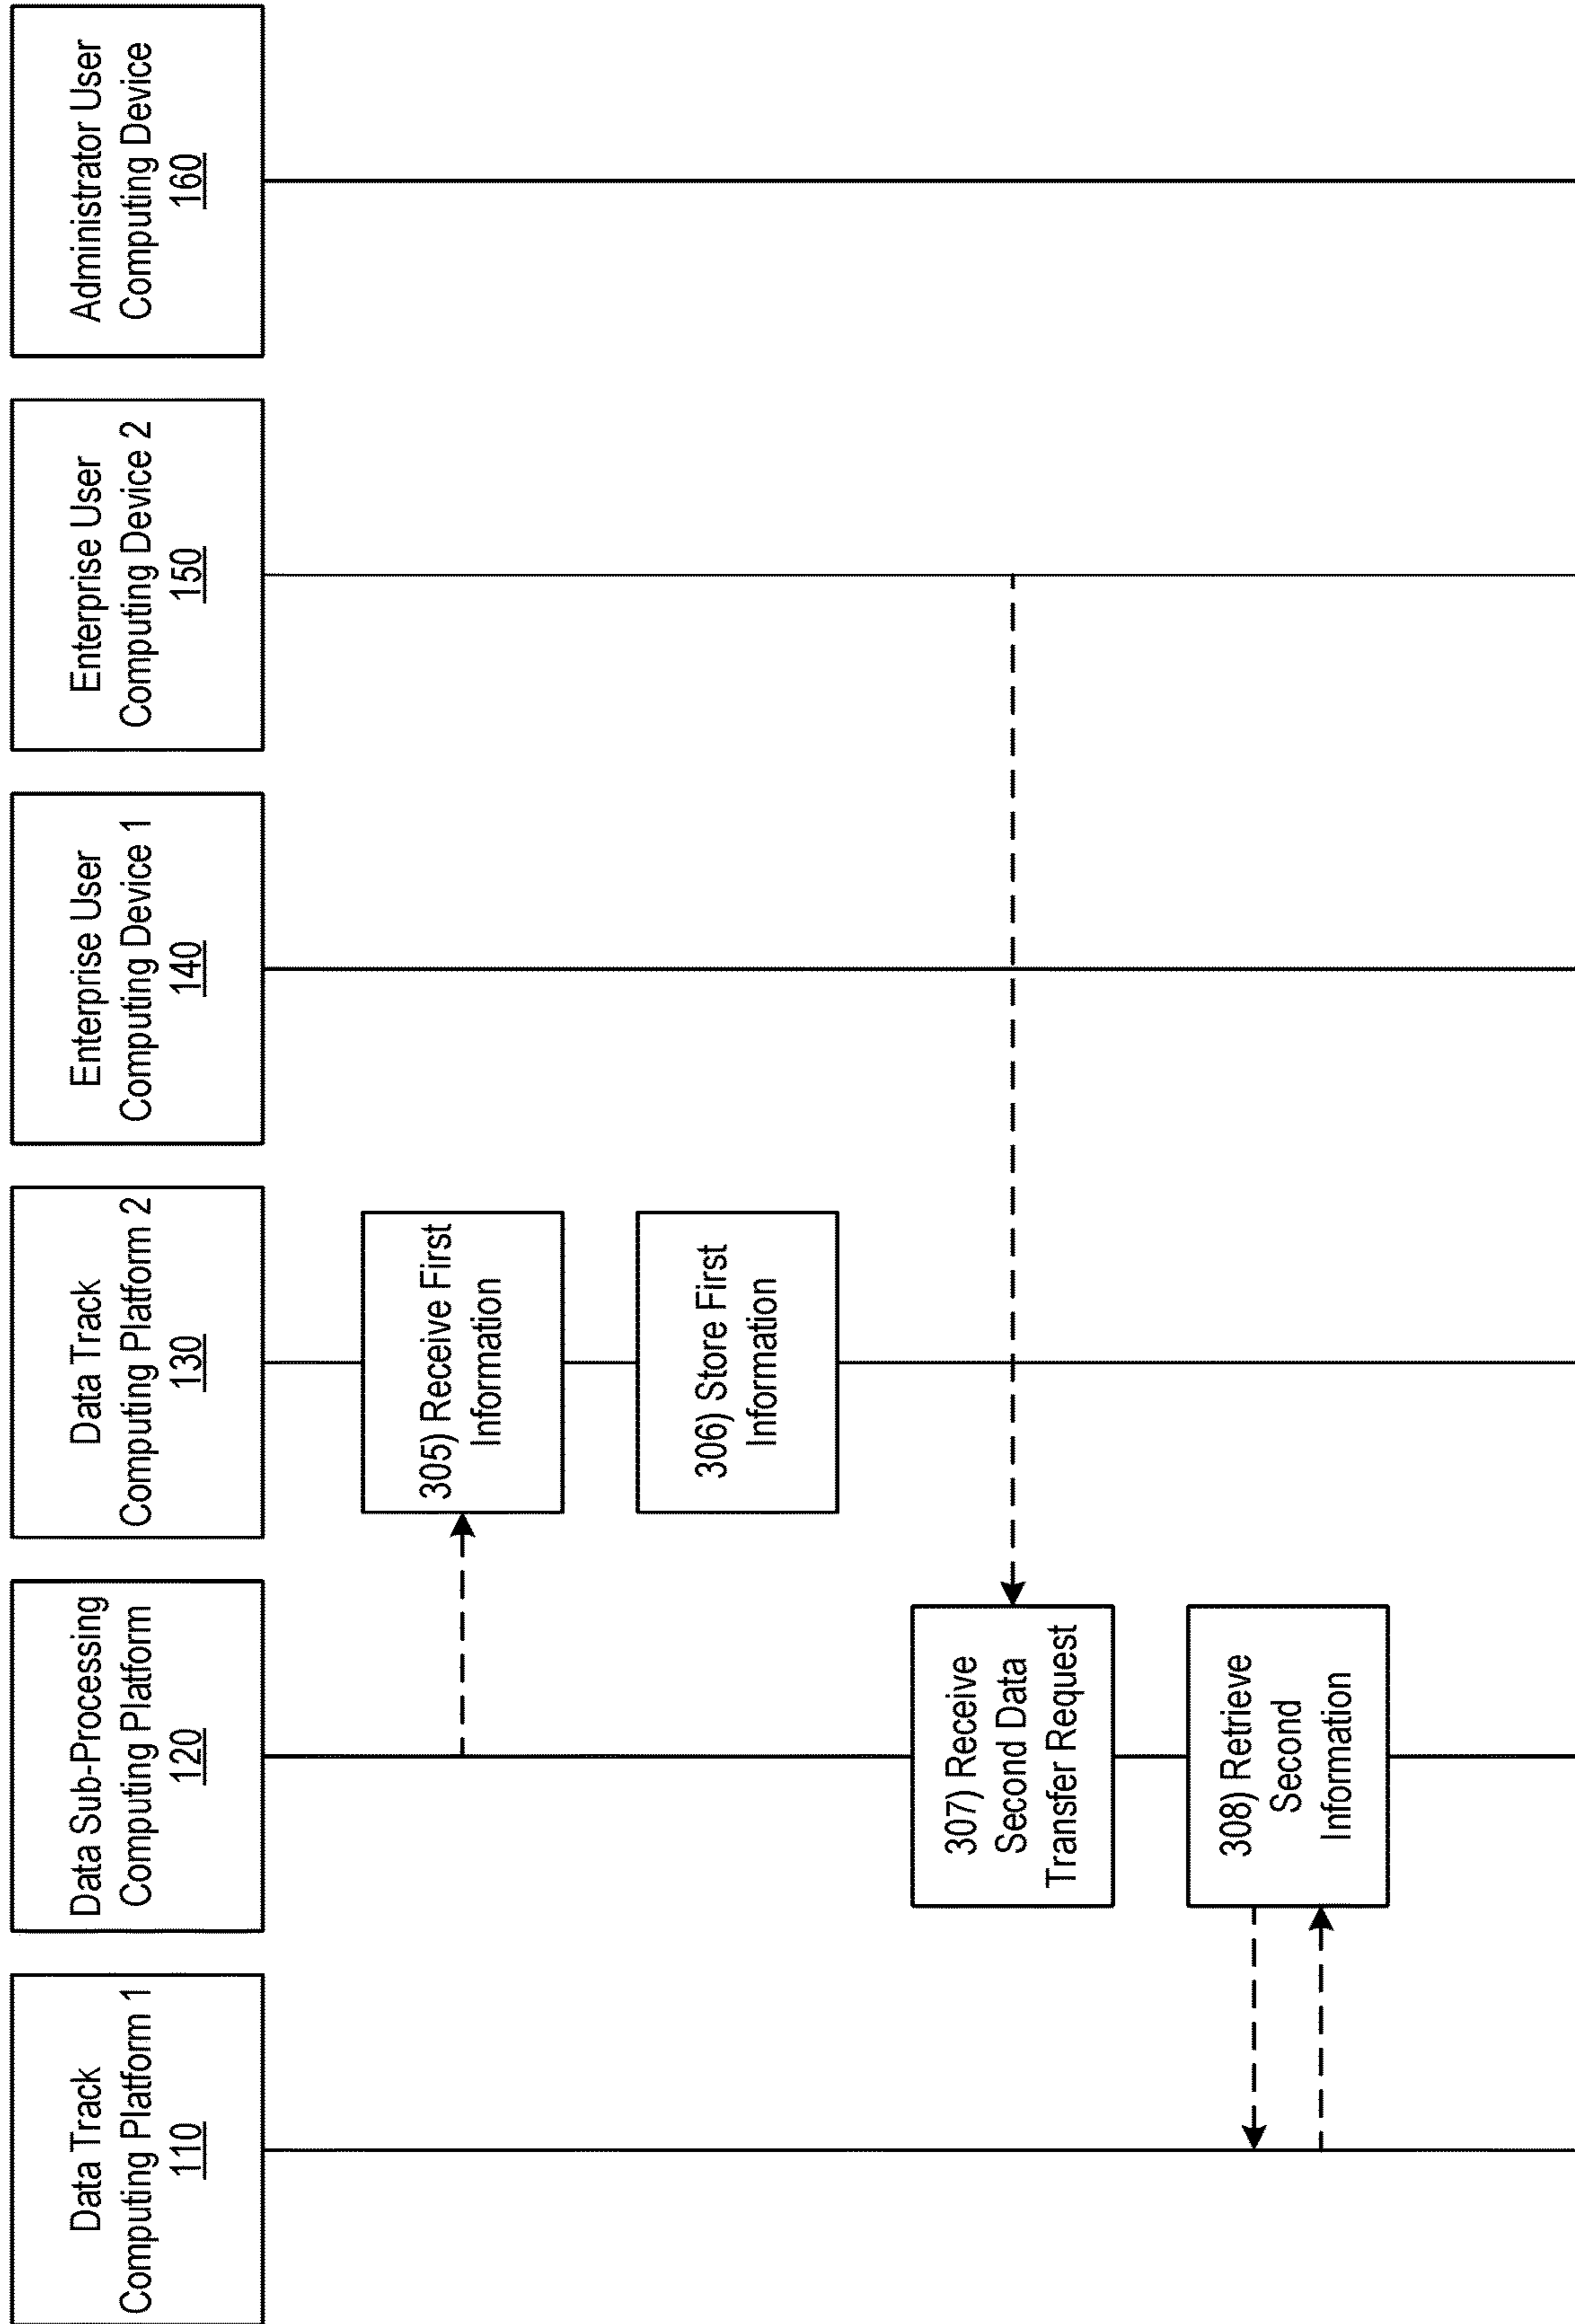 Data Track
Computing Platform 1
110
Data Sub-Processing
Computing Platform
120
Data Track
Computing Platform 2
130
Enterprise User
Computing Device 1
140
Enterprise User
Computing Device 2
150
Administrator User
Computing Device
160
305) Receive First
Information
306) Store First
Information
307) Receive
Second Data
Transfer Request
308) Retrieve
Second
Information